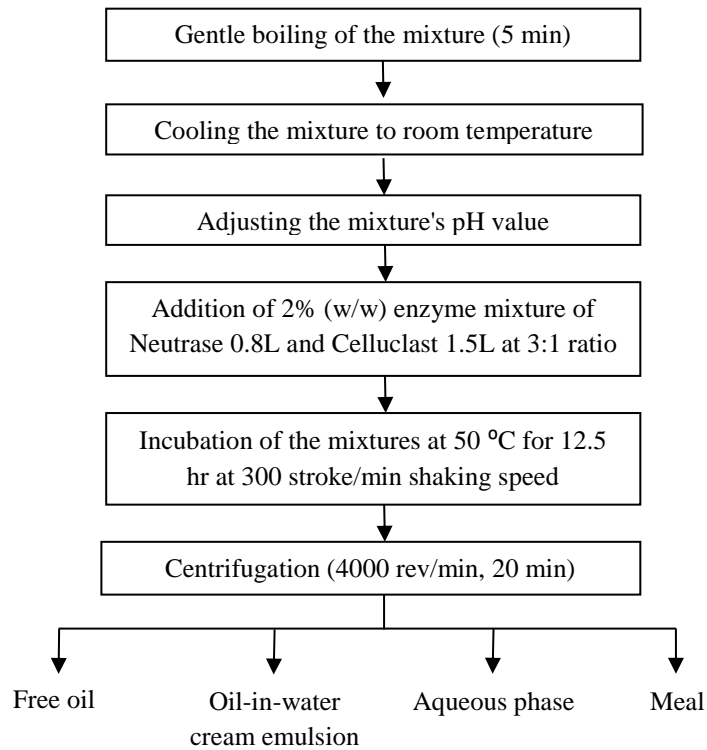 Gentle boiling of the mixture (5 min)
Cooling the mixture to room temperature
Adjusting the mixture's pH value
Addition of 2% (w/w) enzyme mixture of
Neutrase 0.8L and Celluclast 1.5L at 3:1 ratio
Incubation of the mixtures at 50 ⁰C for 12.5
hr at 300 stroke/min shaking speed
Centrifugation (4000 rev/min, 20 min)
Free oil
Oil-in-water
cream emulsion
Aqueous phase
Meal